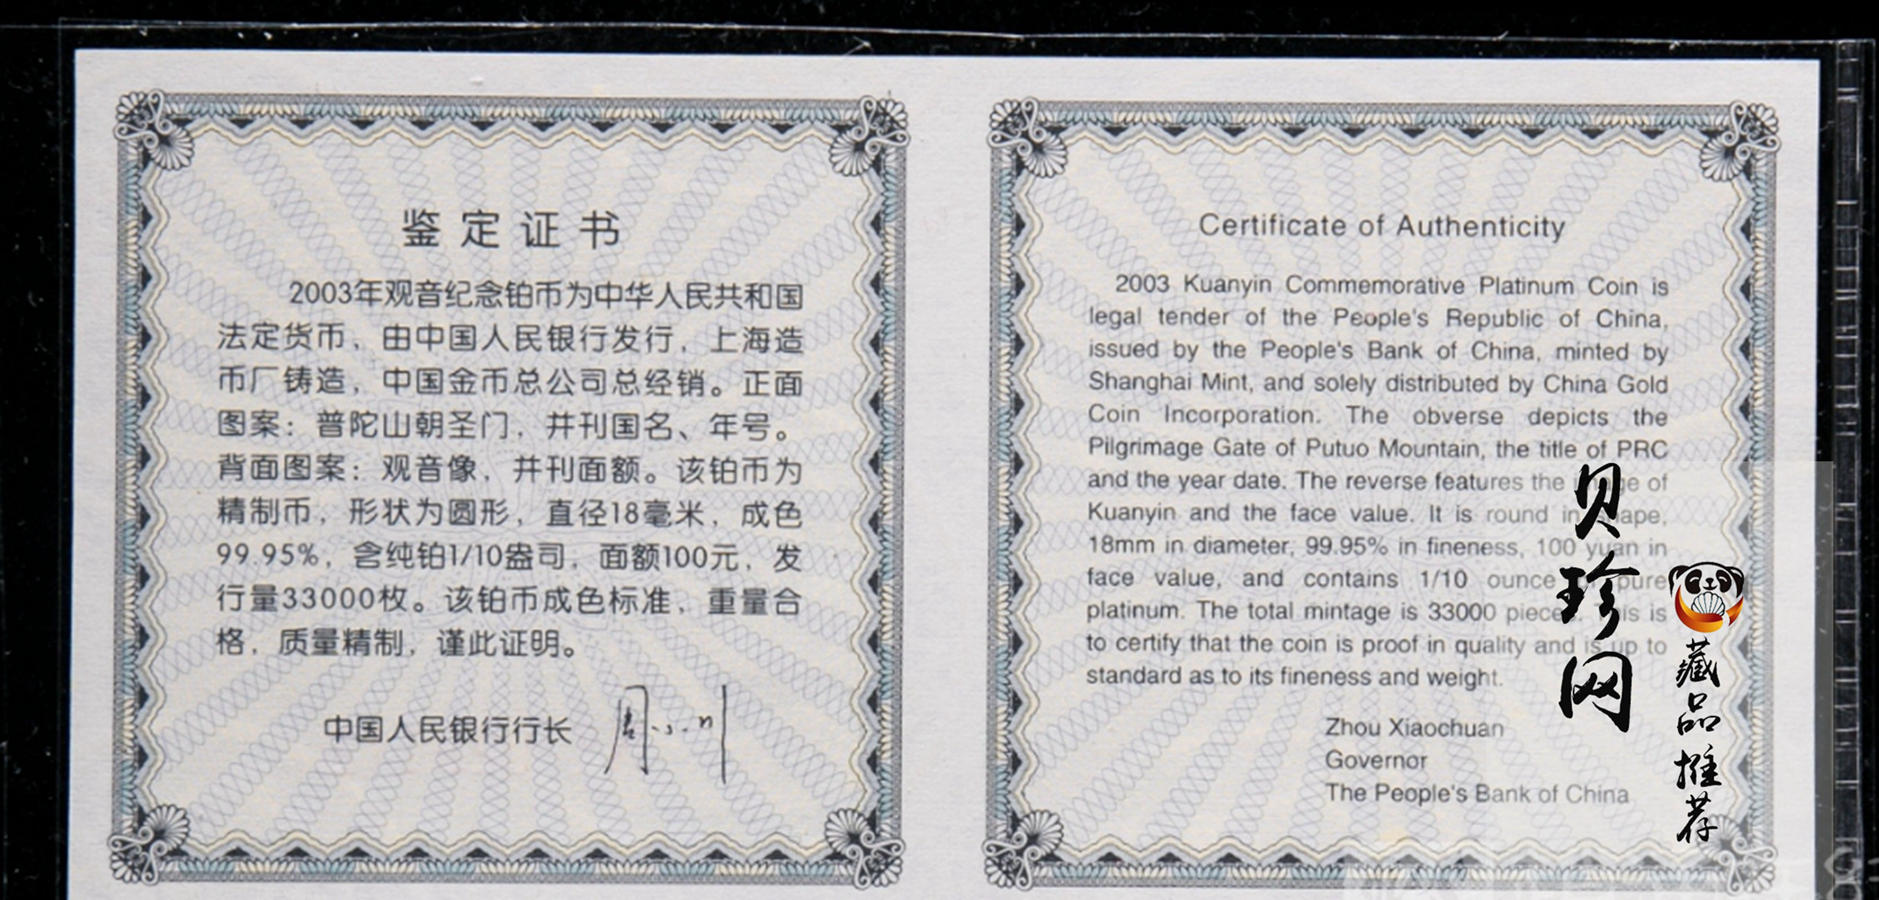 鉴定证书
2003年观音纪念铂币为中华人民共和国
法定货币，由中国人民银行发行，上海造
币厂铸造，中国金币总公司总经销。正面
图案：普陀山朝圣门，并刊国名、年号。
背面图案：观音像，并刊面额。该铂币为
精制币，形状为圆形，直径18毫米，成色
99.95%，含纯铂1/10盎司，面额100元，发
行量33000枚。该铂币成色标准，重量合
格，质量精制，谨此证明。
中国人民银行行长 周小川
Certificate of Authenticity
2003 Kuanyin Commemorative Platinum Coin is
legal tender of the People's Republic of China,
issued by the People's Bank of China, minted by
Shanghai Mint, and solely distributed by China Gold
Coin Incorporation. The obverse depicts the
Pilgrimage Gate of Putuo Mountain, the title of PRC
and the year date. The reverse features the of
Kuanyin and the face value. It is round in
18mm in diameter, 99.95% in fineness, 100 yuan in
face value, and contains 1/10 ounce pure
platinum. The total mintage is 33000 is
to certify that the coin is proof in quality and is up to
standard as to its fineness and weight.
Zhou Xiaochuan
Governor
The People's Bank of China
贝珍网
藏品推荐